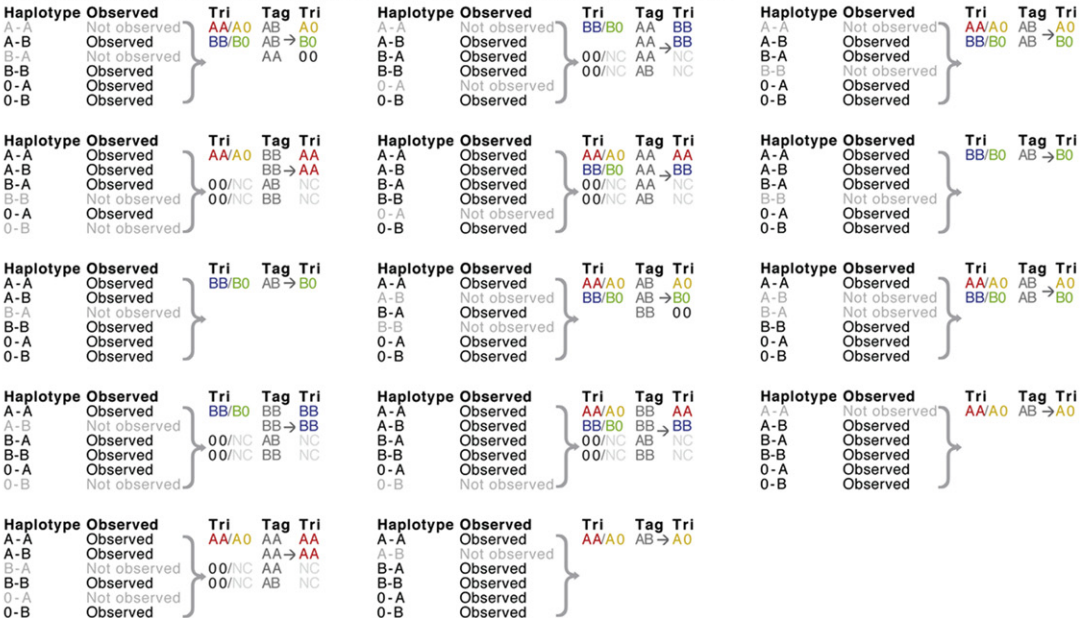 Haplotype Observed Tri Tag Tri
A-A Not observed AA/A0 AB A0
A-B Observed BB/B0 AB → B0
B-A Not observed AA 00
B-B Observed
0-A Observed
0-B Observed
Haplotype Observed Tri Tag Tri
A-A Not observed BB/B0 AA BB
A-B Observed AA → BB
B-A Observed 00/NC AA NC
B-B Observed 00/NC AB NC
0-A Not observed
0-B Observed
Haplotype Observed Tri Tag Tri
A-A Not observed AA/A0 AB A0
A-B Observed BB/B0 AB → B0
B-A Observed
B-B Not observed
0-A Observed
0-B Observed
Haplotype Observed Tri Tag Tri
A-A Observed AA/A0 BB AA
A-B Observed BB → AA
B-A Observed 00/NC AB NC
B-B Not observed 00/NC BB NC
0-A Observed
0-B Not observed
Haplotype Observed Tri Tag Tri
A-A Observed AA/A0 AA AA
A-B Observed BB/B0 AA → BB
B-A Observed 00/NC AA NC
B-B Observed 00/NC AB NC
0-A Not observed
0-B Observed
Haplotype Observed Tri Tag Tri
A-A Observed BB/B0 AB → B0
A-B Observed
B-A Observed
B-B Not observed
0-A Observed
0-B Observed
Haplotype Observed Tri Tag Tri
A-A Observed BB/B0 AB → B0
A-B Observed
B-A Not observed
B-B Observed
0-A Observed
0-B Observed
Haplotype Observed Tri Tag Tri
A-A Observed AA/A0 AB A0
A-B Not observed BB/B0 AB → B0
B-A Observed BB 00
B-B Not observed
0-A Observed
0-B Observed
Haplotype Observed Tri Tag Tri
A-A Observed AA/A0 AB A0
A-B Not observed BB/B0 AB → B0
B-A Not observed
B-B Observed
0-A Observed
0-B Observed
Haplotype Observed Tri Tag Tri
A-A Observed BB/B0 BB BB
A-B Not observed BB → BB
B-A Observed 00/NC AB NC
B-B Observed 00/NC BB NC
0-A Observed
0-B Not observed
Haplotype Observed Tri Tag Tri
A-A Observed AA/A0 BB AA
A-B Observed BB/B0 BB → BB
B-A Observed 00/NC AB NC
B-B Observed 00/NC BB NC
0-A Observed
0-B Not observed
Haplotype Observed Tri Tag Tri
A-A Not observed AA/A0 AB → A0
A-B Observed
B-A Observed
B-B Observed
0-A Observed
0-B Observed
Haplotype Observed Tri Tag Tri
A-A Observed AA/A0 AA AA
A-B Observed AA → AA
B-A Not observed 00/NC AA NC
B-B Observed 00/NC AB NC
0-A Not observed
0-B Observed
Haplotype Observed Tri Tag Tri
A-A Observed AA/A0 AB → A0
A-B Not observed
B-A Observed
B-B Observed
0-A Observed
0-B Observed